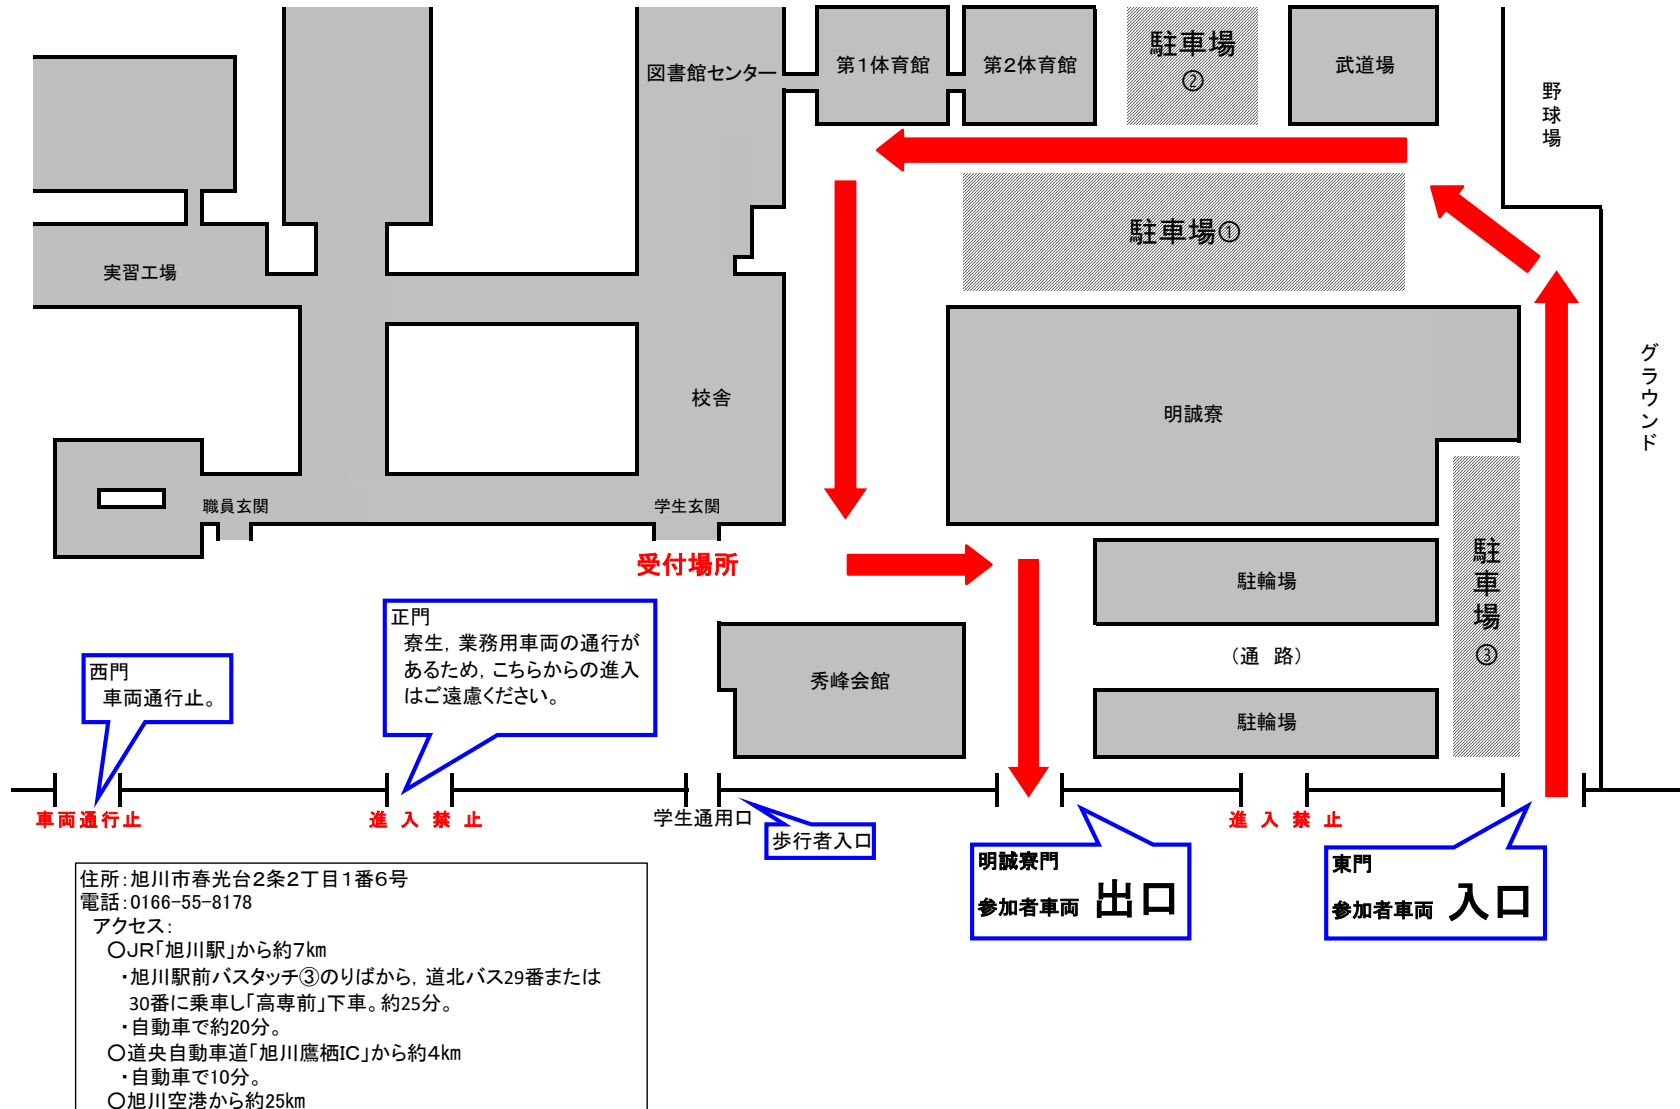 図書館センター
第1体育館
第2体育館
駐車場
②
武道場
野球場
駐車場①
実習工場
グラウンド
校舎
明誠寮
職員玄関
学生玄関
受付場所
駐輪場
駐車場③
(通 路)
駐輪場
秀峰会館
正門
寮生，業務用車両の通行が
あるため，こちらからの進入
はご遠慮ください。
西門
車両通行止。
車両通行止
進 入 禁 止
学生通用口
歩行者入口
進 入 禁 止
明誠寮門
参加者車両 出口
東門
参加者車両 入口
住所：旭川市春光台2条2丁目1番6号
電話：0166-55-8178
アクセス：
○JR「旭川駅」から約7km
・旭川駅前バスタッチ③のりばから，道北バス29番または
30番に乗車し「高専前」下車。約25分。
・自動車で約20分。
○道央自動車道「旭川鷹栖IC」から約4km
・自動車で10分。
○旭川空港から約25km